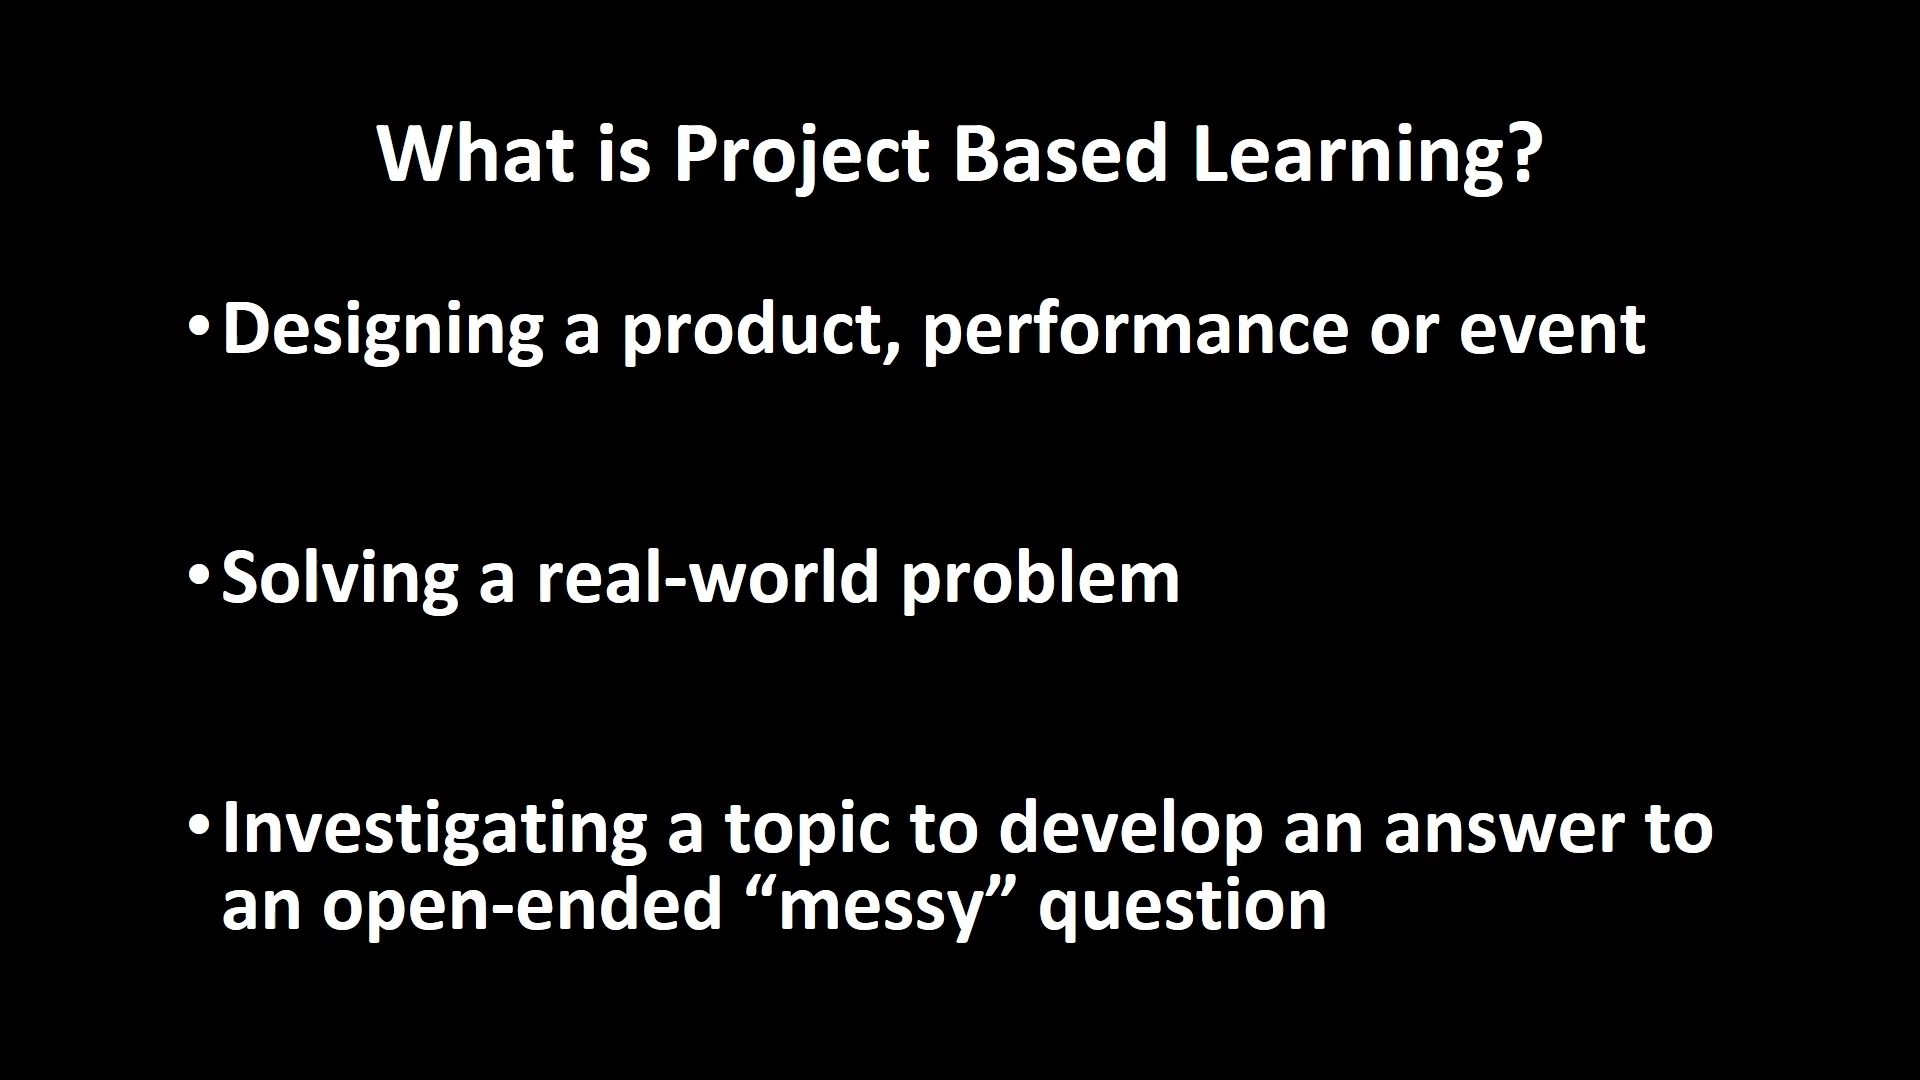 What is Project Based Learning?
•Designing a product, performance or event
•Solving a real-world problem
•Investigating a topic to develop an answer to
an open-ended “messy” question